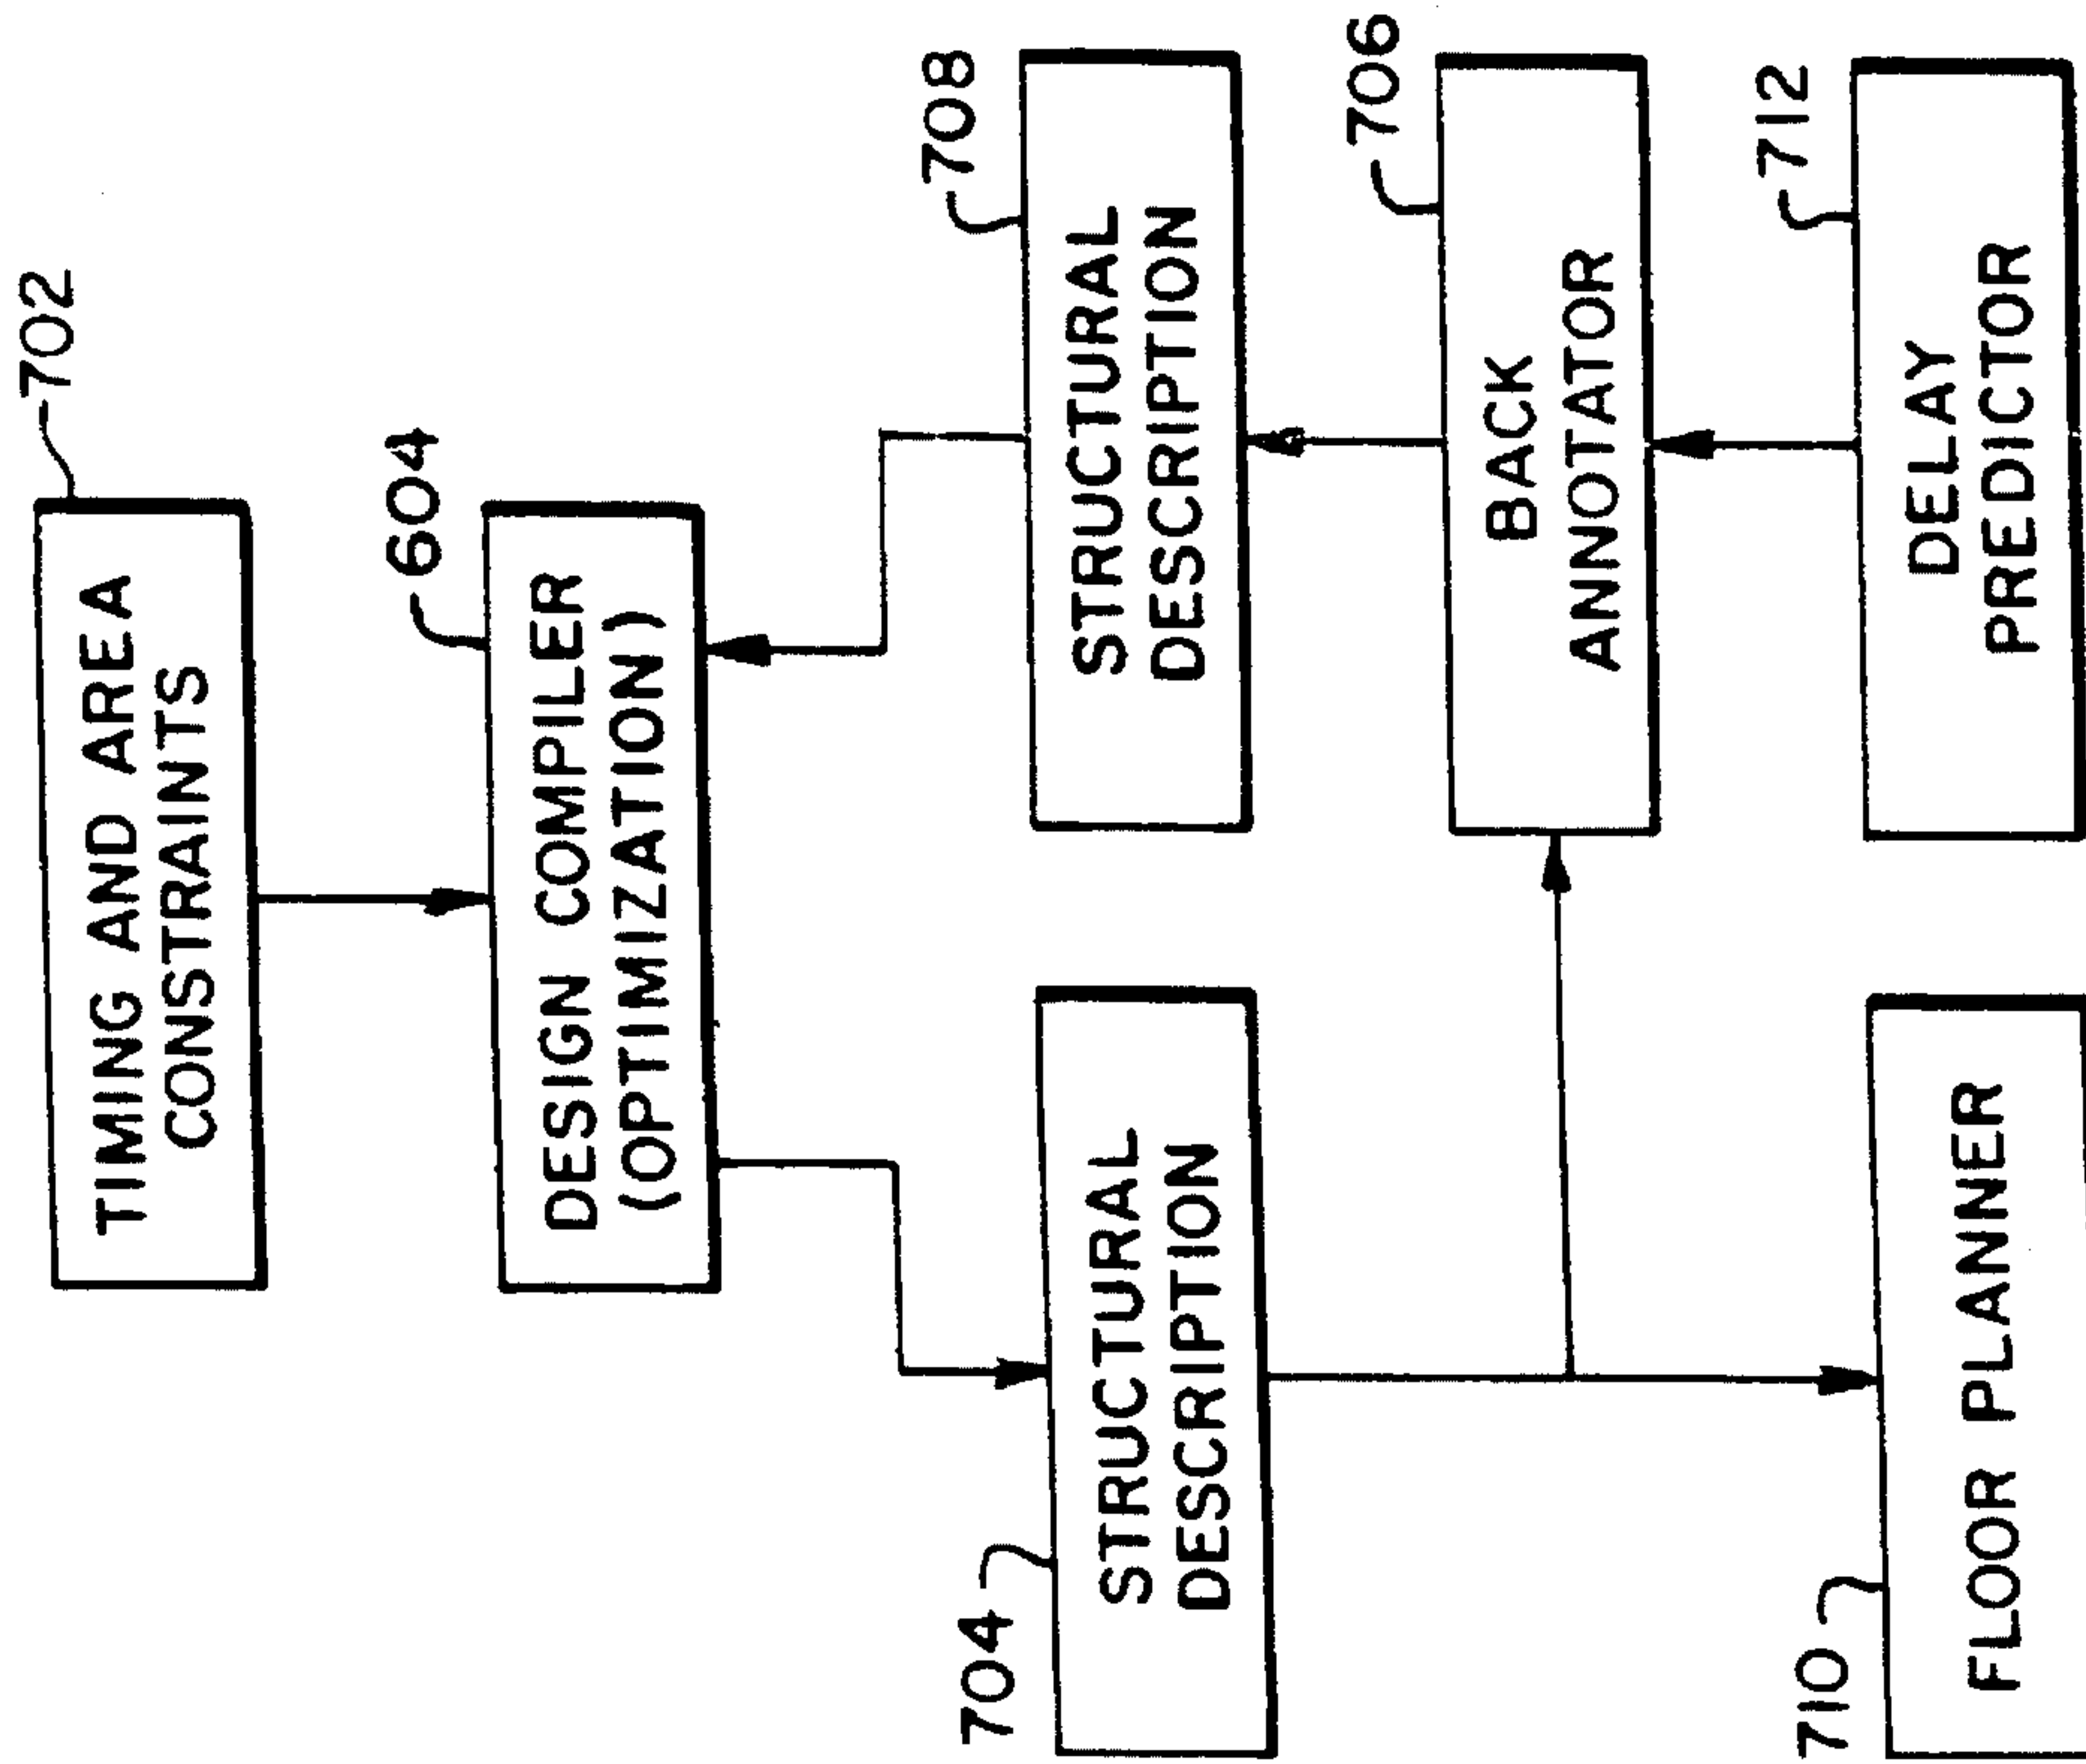 702
TIMING AND AREA
CONSTRAINTS
604
DESIGN COMPILER
(OPTIMIZATION)
704
STRUCTURAL
DESCRIPTION
708
STRUCTURAL
DESCRIPTION
706
BACK
ANNOTATOR
710
FLOOR PLANNER
712
DELAY
PREDICTOR